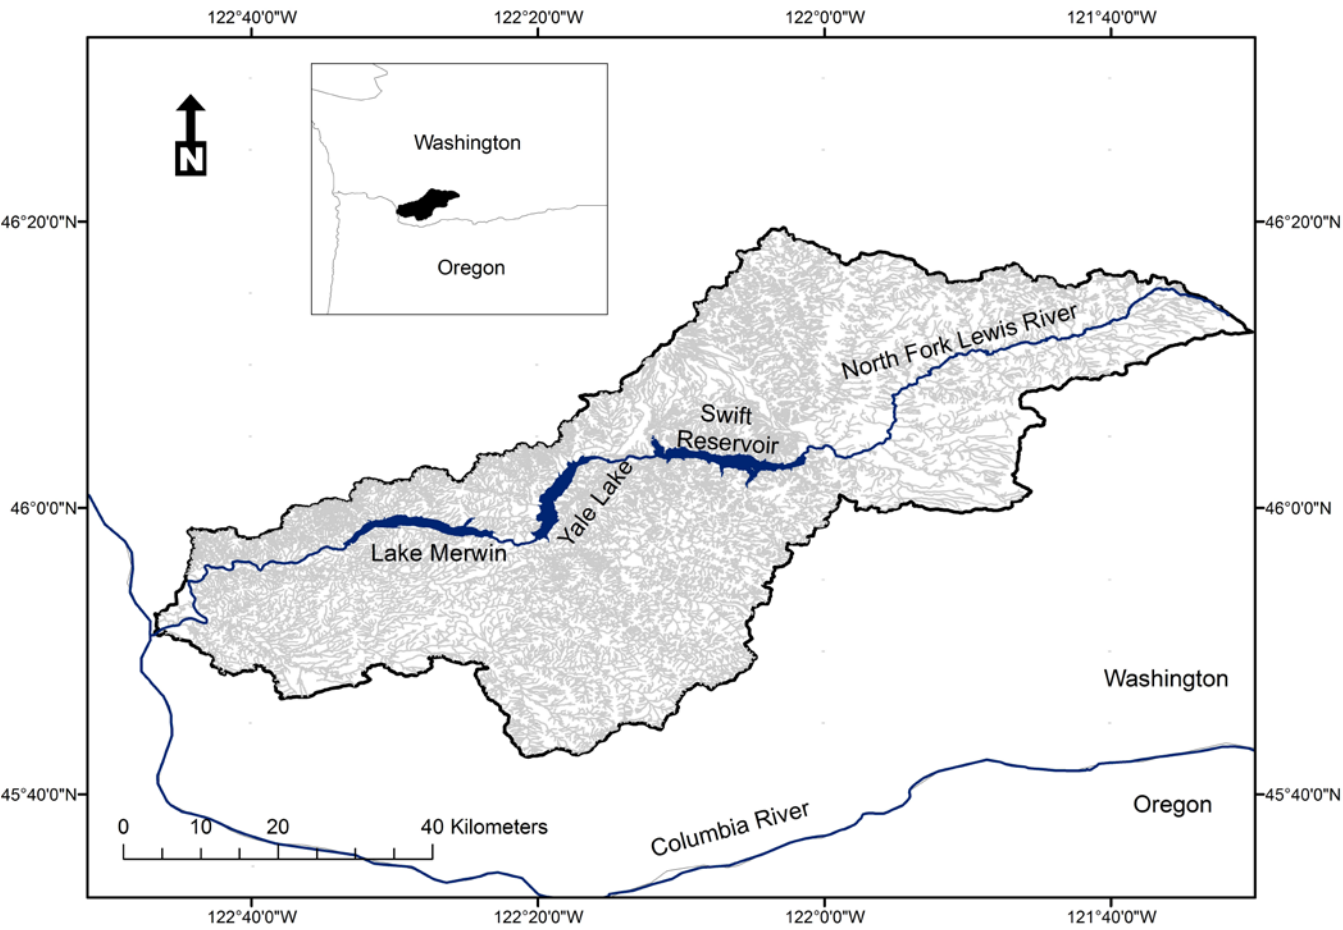 122°40'0"W 122°20'0"W 122°0'0"W 121°40'0"W
N
Washington
Oregon
46°20'0"N 46°20'0"N
North Fork Lewis River
Swift
Reservoir
Yale Lake
46°0'0"N 46°0'0"N
Lake Merwin
Washington
45°40'0"N 45°40'0"N
Oregon
Columbia River
0 10 20 40 Kilometers
122°40'0"W 122°20'0"W 122°0'0"W 121°40'0"W